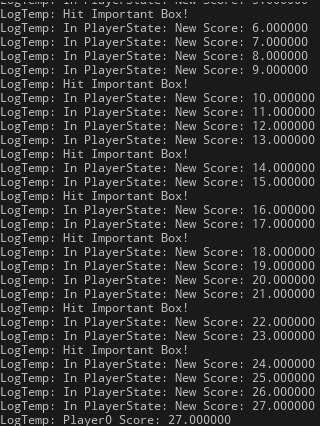 LogTemp: In PlayerState: New Score: 5.000000
LogTemp: Hit Important Box!
LogTemp: In PlayerState: New Score: 6.000000
LogTemp: In PlayerState: New Score: 7.000000
LogTemp: In PlayerState: New Score: 8.000000
LogTemp: In PlayerState: New Score: 9.000000
LogTemp: Hit Important Box!
LogTemp: In PlayerState: New Score: 10.000000
LogTemp: In PlayerState: New Score: 11.000000
LogTemp: In PlayerState: New Score: 12.000000
LogTemp: In PlayerState: New Score: 13.000000
LogTemp: Hit Important Box!
LogTemp: In PlayerState: New Score: 14.000000
LogTemp: In PlayerState: New Score: 15.000000
LogTemp: Hit Important Box!
LogTemp: In PlayerState: New Score: 16.000000
LogTemp: In PlayerState: New Score: 17.000000
LogTemp: Hit Important Box!
LogTemp: In PlayerState: New Score: 18.000000
LogTemp: In PlayerState: New Score: 19.000000
LogTemp: In PlayerState: New Score: 20.000000
LogTemp: In PlayerState: New Score: 21.000000
LogTemp: Hit Important Box!
LogTemp: In PlayerState: New Score: 22.000000
LogTemp: In PlayerState: New Score: 23.000000
LogTemp: Hit Important Box!
LogTemp: In PlayerState: New Score: 24.000000
LogTemp: In PlayerState: New Score: 25.000000
LogTemp: In PlayerState: New Score: 26.000000
LogTemp: In PlayerState: New Score: 27.000000
LogTemp: Player0 Score: 27.000000